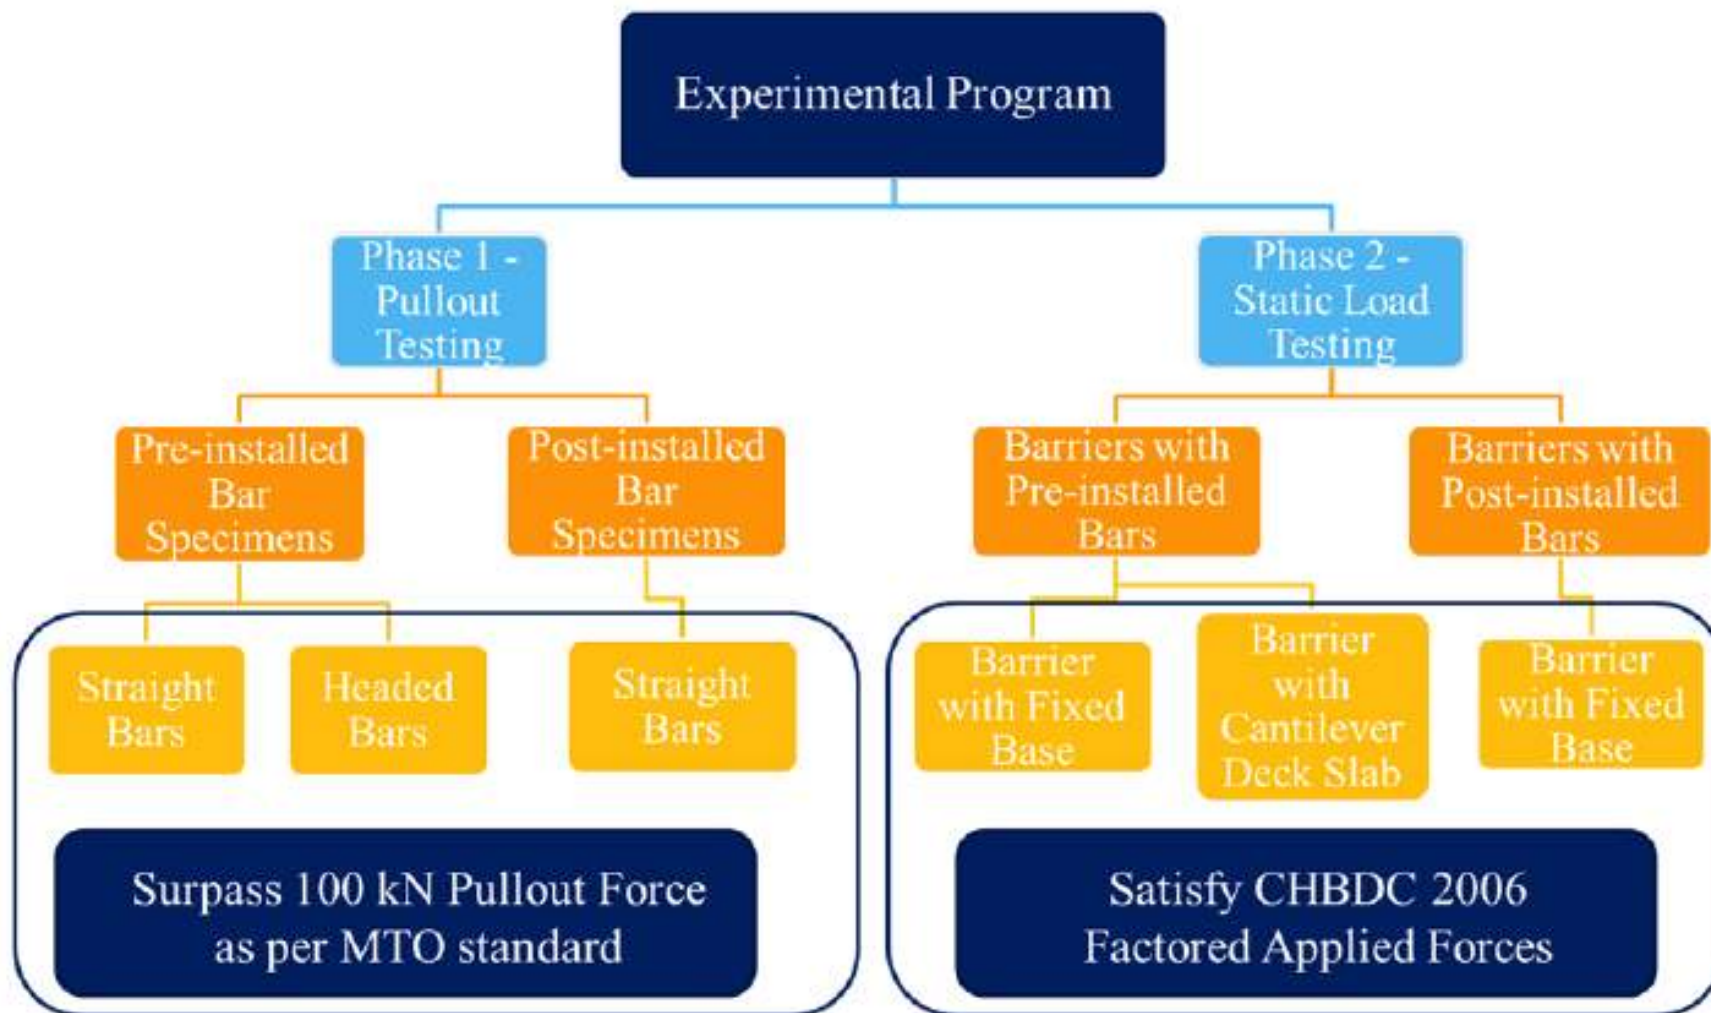 Experimental Program
Phase 1 -
Pullout
Testing
Phase 2 -
Static Load
Testing
Pre-installed
Bar
Specimens
Post-installed
Bar
Specimens
Barriers with
Pre-installed
Bars
Barriers with
Post-installed
Bars
Straight
Bars
Headed
Bars
Straight
Bars
Barrier
with Fixed
Base
Barrier
with
Cantilever
Deck Slab
Barrier
with Fixed
Base
Surpass 100 kN Pullout Force
as per MTO standard
Satisfy CHBDC 2006
Factored Applied Forces